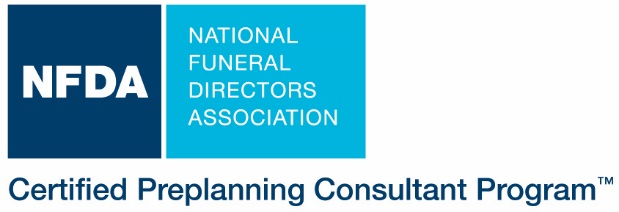 NFDA
NATIONAL
FUNERAL
DIRECTORS
ASSOCIATION
Certified Preplanning Consultant Program™